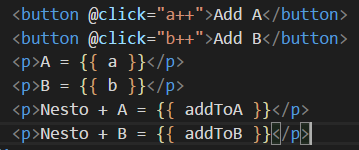 <button @click="a++">Add A</button>
<button @click="b++">Add B</button>
<p>A = {{ a }}</p>
<p>B = {{ b }}</p>
<p>Nesto + A = {{ addToA }}</p>
<p>Nesto + B = {{ addToB }}</p>